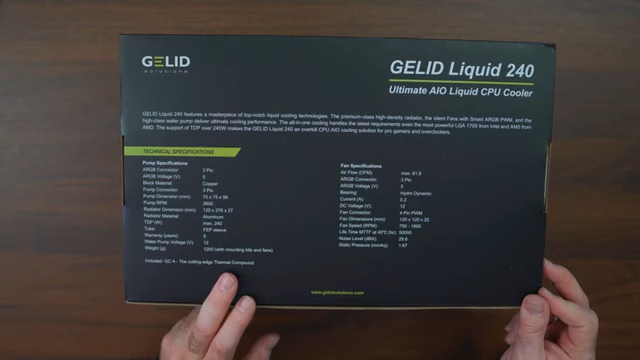 GELID
solutions
GELID Liquid 240
Ultimate AIO Liquid CPU Cooler
GELID Liquid 240 features a masterpiece of top-notch liquid cooling technologies. The premium-class high-density radiator, the silent Fans with Smart ARGB PWM, and the
high-class water pump deliver ultimate cooling performance. The all-in-one cooling handles the latest requirements even the most powerful LGA 1700 from Intel and AM5 from
AMD. The support of TDP over 240W makes the GELID Liquid 240 an overkill CPU AIO cooling solution for pro gamers and overclockers.
TECHNICAL SPECIFICATIONS
Pump Specifications
ARGB Connector: 3 Pin
ARGB Voltage (V): 5
Block Material: Copper
Pump Connector: 3 Pin
Pump Dimension (mm): 75 x 75 x
Pump RPM: 2800
Radiator Dimension (mm): 120 x 276 x 27
Radiator Material: Aluminum
TDP (W): max. 240
Tube: FEP sleeve
Warranty (years): 5
Water Pump Voltage (V): 12
Weight (g): 1200 (with mounting kits and fans)
Included: GC-4 - The cutting-edge Thermal Compound
Fan Specifications
Air Flow (CFM): max. 61.9
ARGB Connector: 3 Pin
ARGB Voltage (V): 5
Bearing: Hydro Dynamic
Current (A): 0.2
DC Voltage (V): 12
Fan Connector: 4 Pin PWM
Fan Dimensions (mm): 120 x 120 x 25
Fan Speed (RPM): 750 - 1800
Life Time MTTF at 40ºC (hr): 50000
Noise Level (dBA): 29.8
Static Pressure (mmAq): 1.67
www.gelidsolutions.com